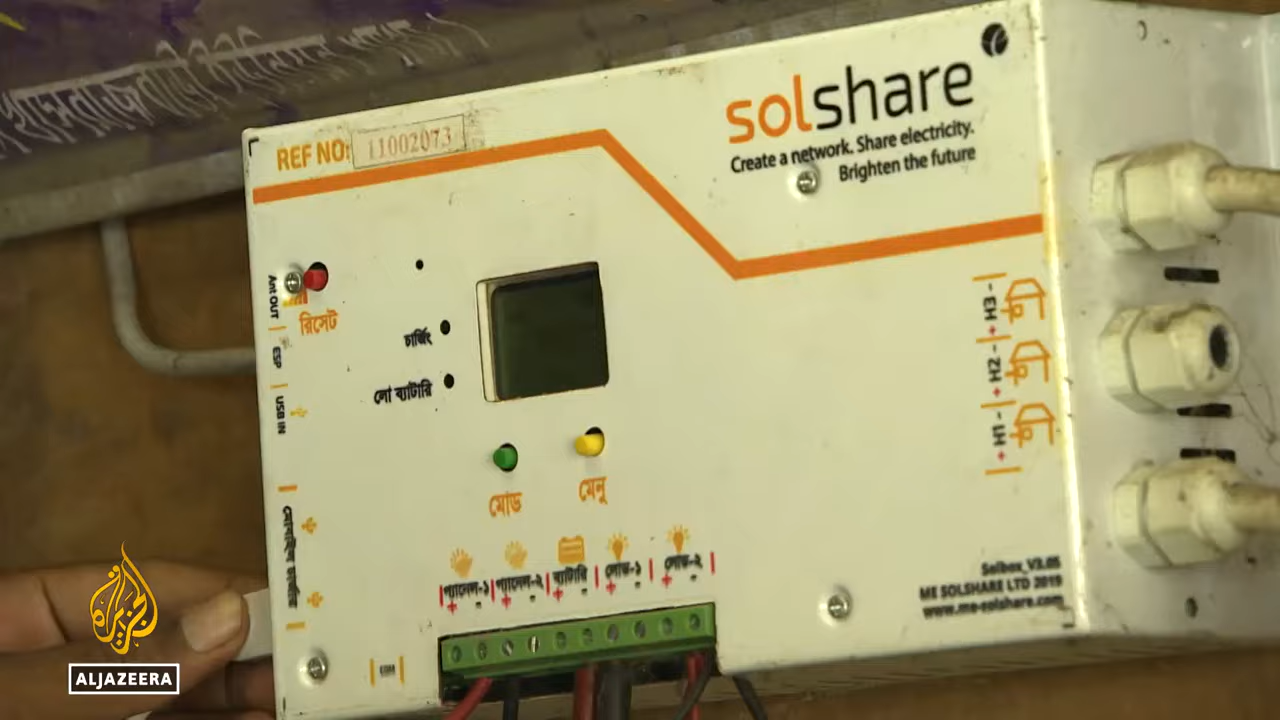 solshare
Create a network. Share electricity.
Brighten the future
REF NO: 11002073
Ant OUT
রিসেট
ESP
USB IN
চার্জিং
লো ব্যাটারি
মোড
মেনু
মোবাইল চার্জার
H3 - +
H2 - +
H1 - +
প্যানেল-১ প্যানেল-২ ব্যাটারি লোড-১ লোড-২
+ - + - + - + - + -
Solbox_V3.05
ME SOLSHARE LTD 2019
www.me-solshare.com
ALJAZEERA